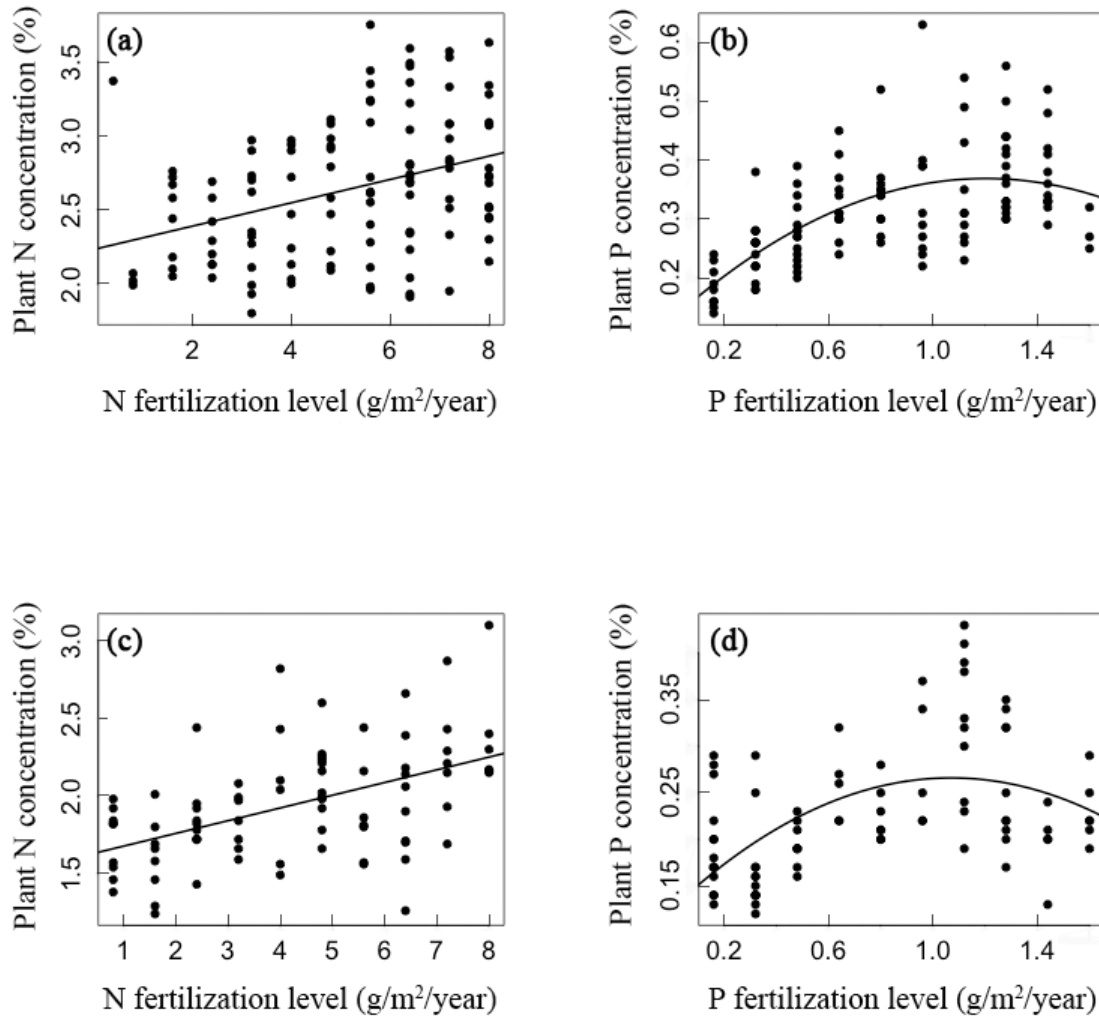 (a)
Plant N concentration (%)
3.5
3.0
2.5
2.0
2 4 6 8
N fertilization level (g/m²/year)
(b)
Plant P concentration (%)
0.6
0.5
0.4
0.3
0.2
0.2 0.6 1.0 1.4
P fertilization level (g/m²/year)
(c)
Plant N concentration (%)
3.0
2.5
2.0
1.5
1 2 3 4 5 6 7 8
N fertilization level (g/m²/year)
(d)
Plant P concentration (%)
0.35
0.25
0.15
0.2 0.6 1.0 1.4
P fertilization level (g/m²/year)